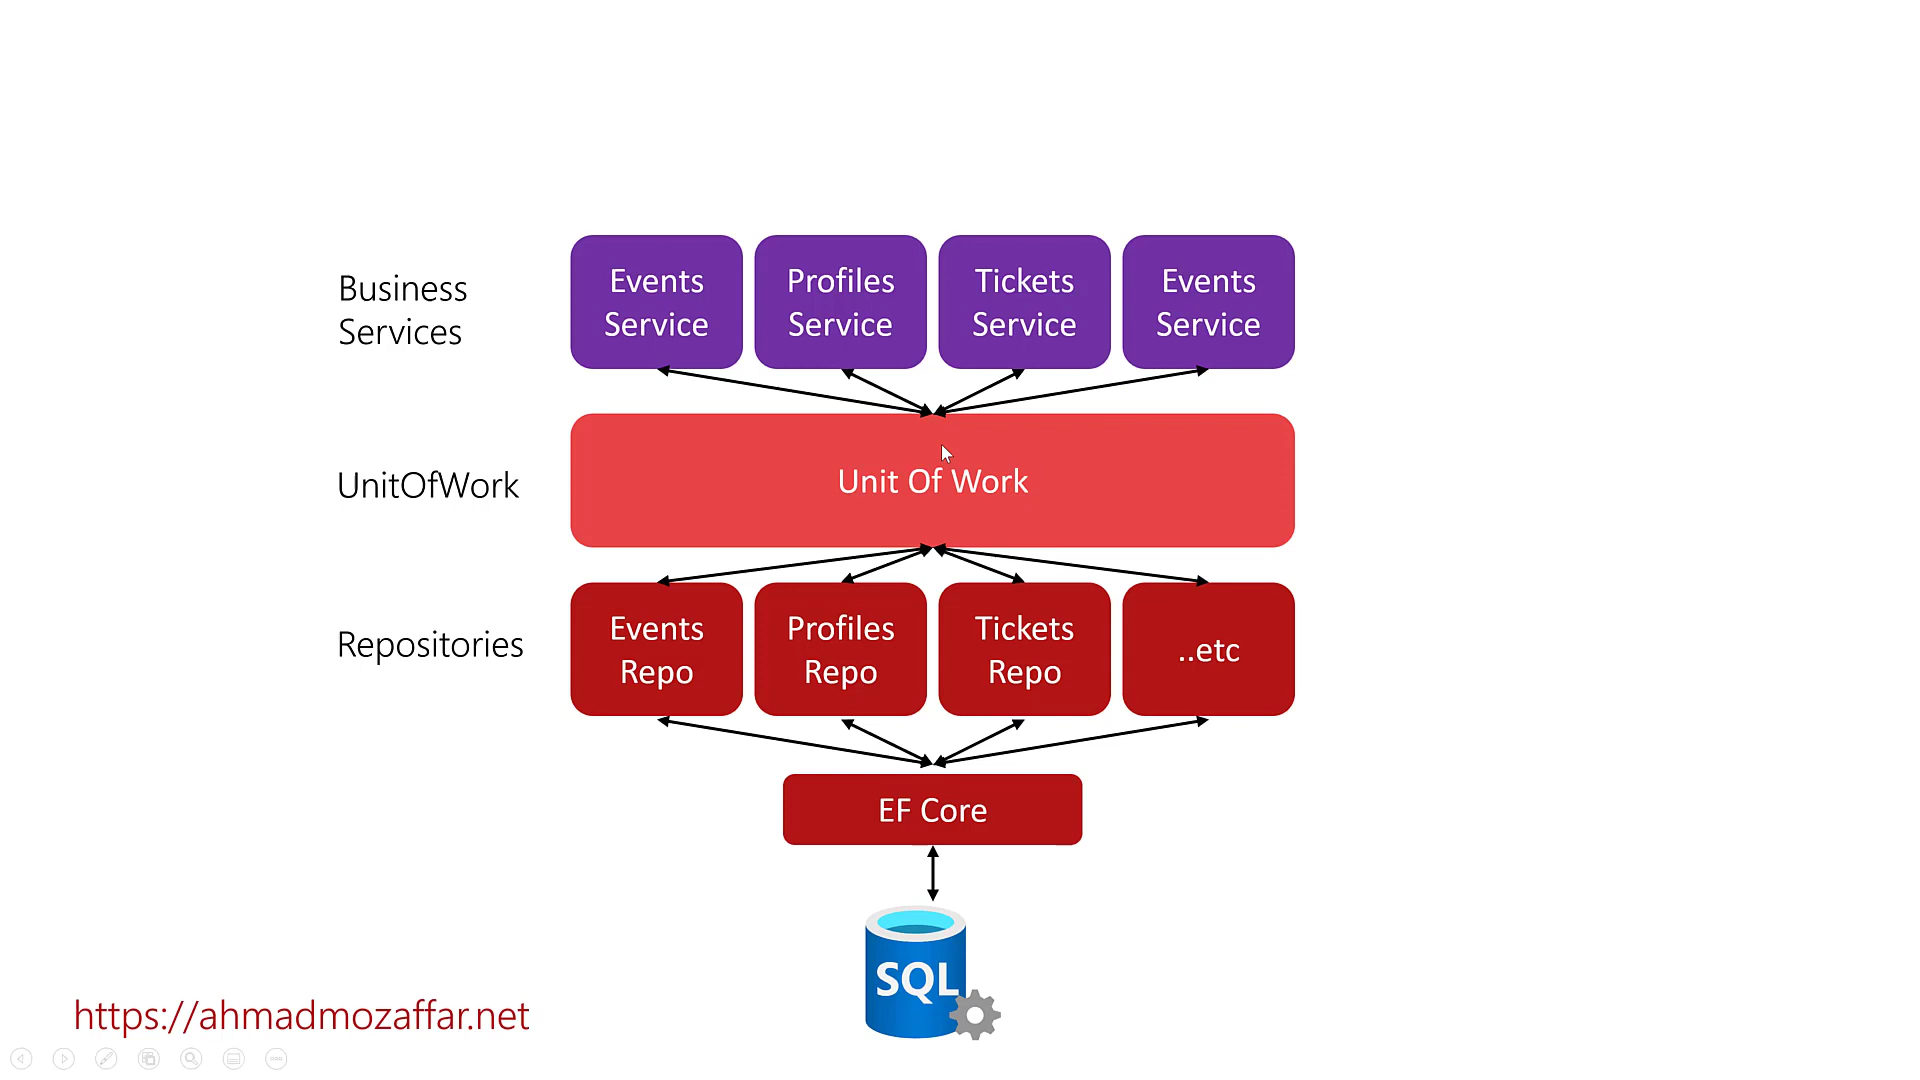 Business
Services
Events
Service
Profiles
Service
Tickets
Service
Events
Service
UnitOfWork
Unit Of Work
Repositories
Events
Repo
Profiles
Repo
Tickets
Repo
..etc
EF Core
SQL
https://ahmadmozaffar.net